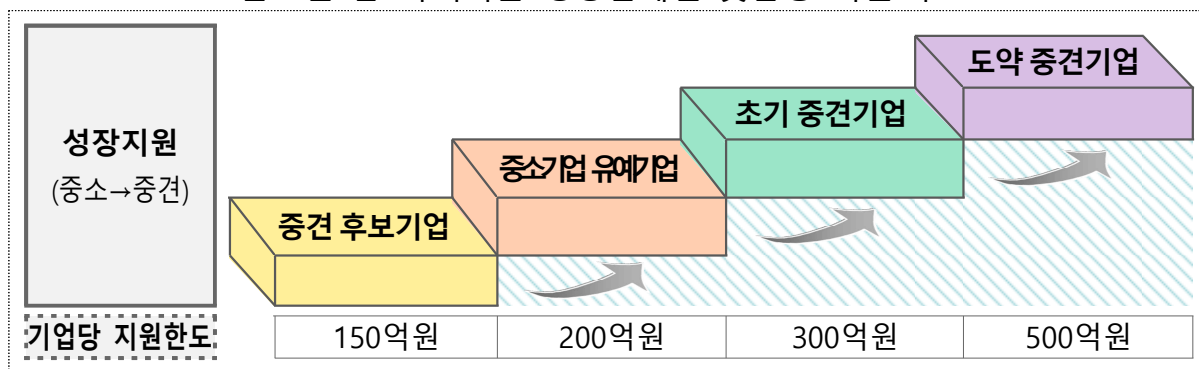 도약 중견기업
초기 중견기업
중소기업 유예기업
중견 후보기업
성장지원
(중소→중견)
기업당 지원한도
150억원
200억원
300억원
500억원